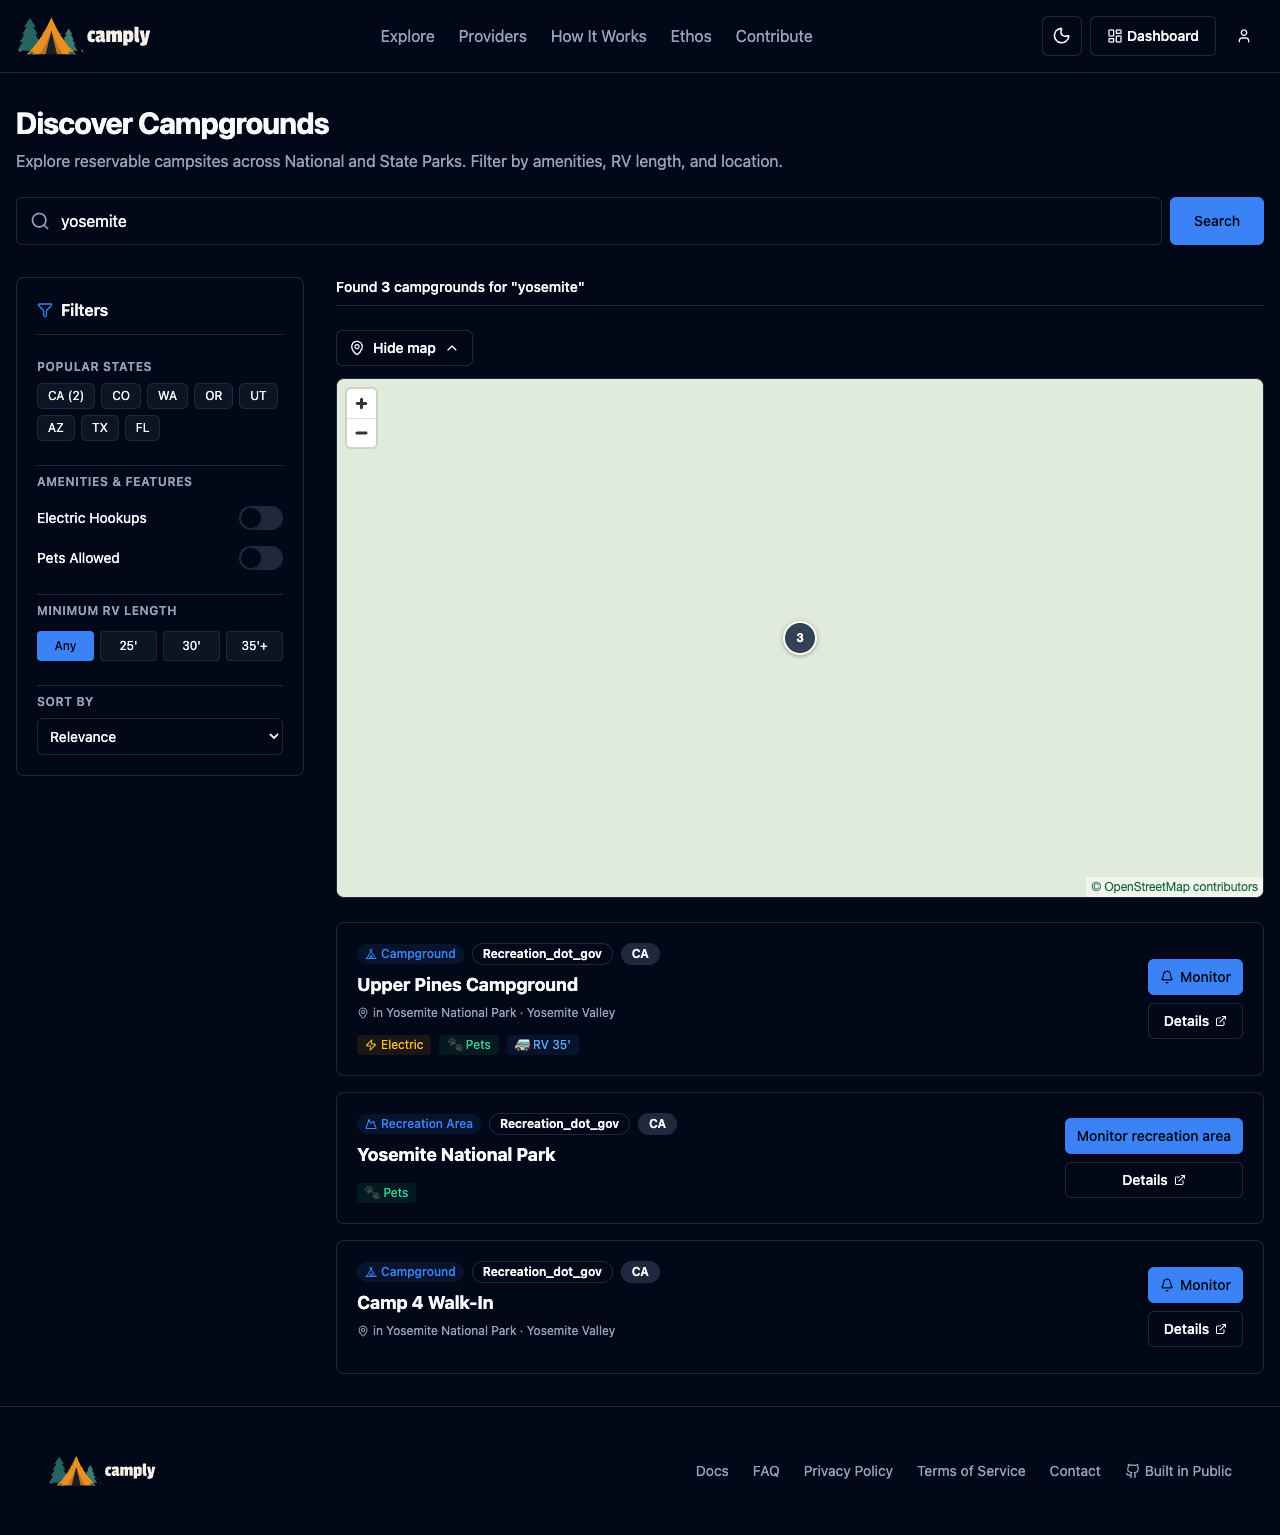 camply
Explore Providers How It Works Ethos Contribute
Dashboard
Discover Campgrounds
Explore reservable campsites across National and State Parks. Filter by amenities, RV length, and location.
yosemite
Search
Filters
POPULAR STATES
CA (2) CO WA OR UT
AZ TX FL
AMENITIES & FEATURES
Electric Hookups
Pets Allowed
MINIMUM RV LENGTH
Any 25' 30' 35'+
SORT BY
Relevance
Found 3 campgrounds for "yosemite"
Hide map
+
−
3
© OpenStreetMap contributors
Campground Recreation_dot_gov CA
Upper Pines Campground
in Yosemite National Park · Yosemite Valley
Electric Pets RV 35'
Monitor
Details
Recreation Area Recreation_dot_gov CA
Yosemite National Park
Pets
Monitor recreation area
Details
Campground Recreation_dot_gov CA
Camp 4 Walk-In
in Yosemite National Park · Yosemite Valley
Monitor
Details
camply
Docs FAQ Privacy Policy Terms of Service Contact Built in Public